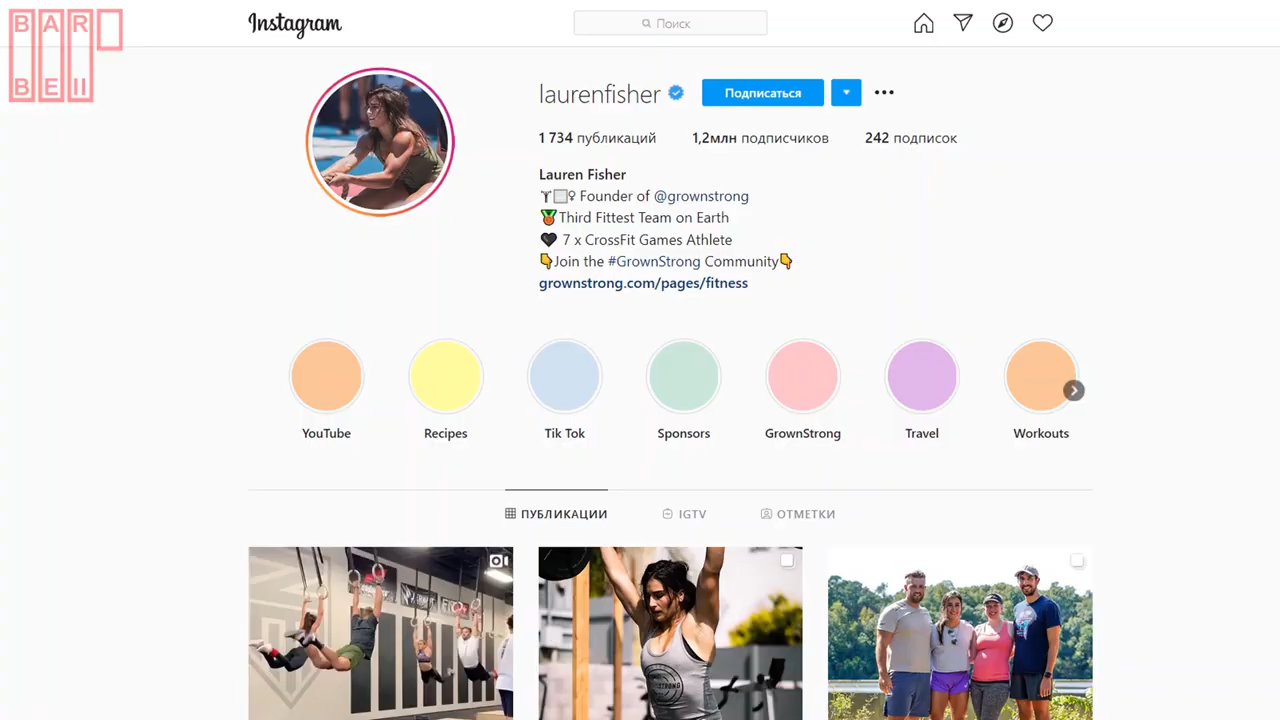 BAR
BEll
Instagram
Поиск
laurenfisher
Подписаться
1 734 публикаций 1,2млн подписчиков 242 подписок
Lauren Fisher
Founder of @grownstrong
Third Fittest Team on Earth
7 x CrossFit Games Athlete
Join the #GrownStrong Community
grownstrong.com/pages/fitness
YouTube Recipes Tik Tok Sponsors GrownStrong Travel Workouts
ПУБЛИКАЦИИ IGTV ОТМЕТКИ